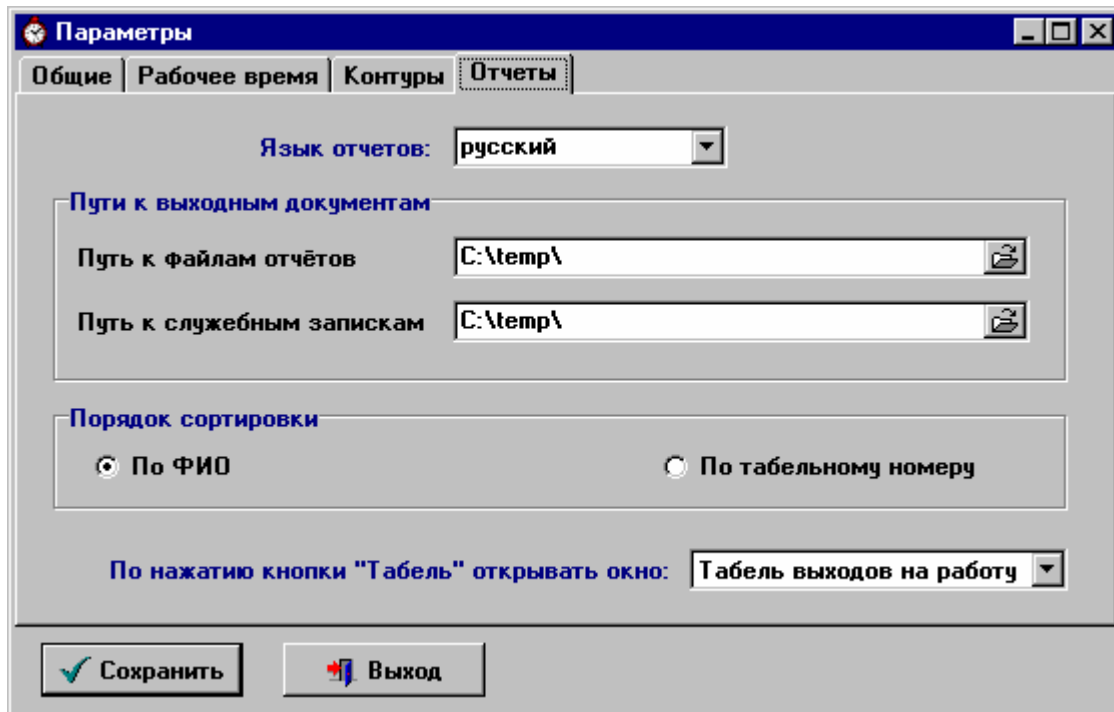 Параметры
Общие Рабочее время Контуры Отчеты
Язык отчетов: русский
Пути к выходным документам
Путь к файлам отчётов C:\temp\
Путь к служебным запискам C:\temp\
Порядок сортировки
По ФИО По табельному номеру
По нажатию кнопки "Табель" открывать окно: Табель выходов на работу
Сохранить Выход